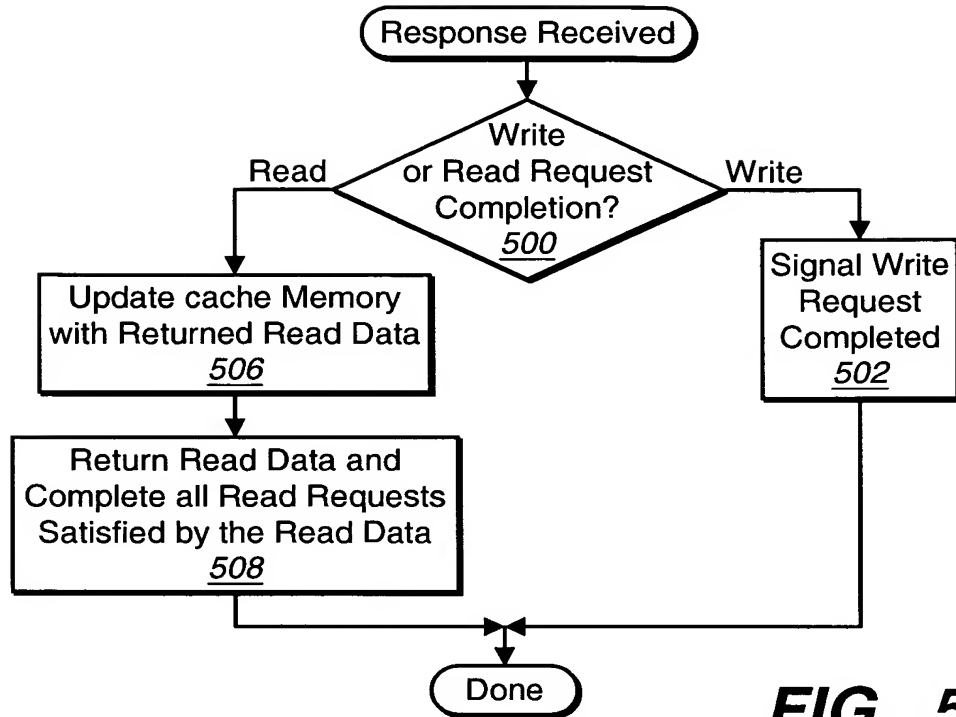 Response Received
Write
or Read Request
Completion?
500
Read
Write
Update cache Memory
with Returned Read Data
506
Signal Write
Request
Completed
502
Return Read Data and
Complete all Read Requests
Satisfied by the Read Data
508
Done
FIG. 5